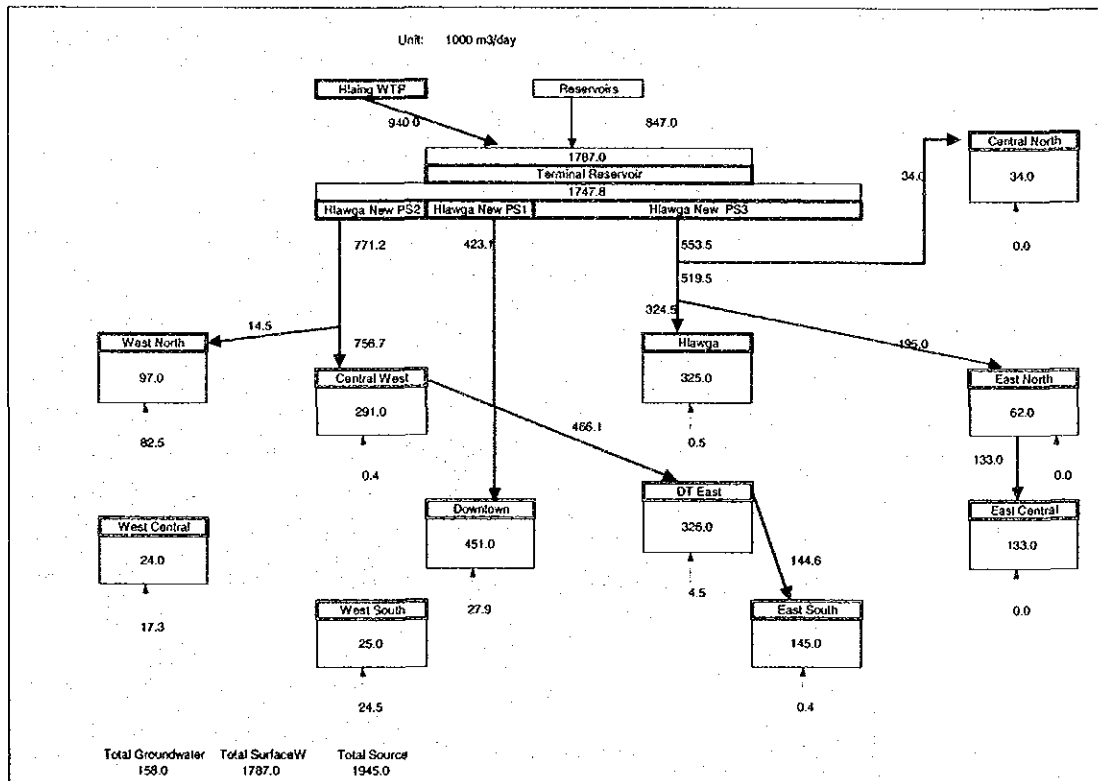 Unit: 1000 m3/day
Hlaing WTP
Reservoirs
940.0
847.0
1787.0
Terminal Reservoir
1747.8
Hlawga New PS2
Hlawga New PS1
Hlawga New PS3
Central North
34.0
34.0
0.0
771.2
423.1
553.5
519.5
324.5
14.5
756.7
195.0
West North
97.0
82.5
Central West
291.0
0.4
Hlawga
325.0
0.5
East North
62.0
0.0
466.1
133.0
West Central
24.0
17.3
Downtown
451.0
27.9
DT East
326.0
4.5
East Central
133.0
0.0
144.6
West South
25.0
24.5
East South
145.0
0.4
Total Groundwater
158.0
Total SurfaceW
1787.0
Total Source
1945.0